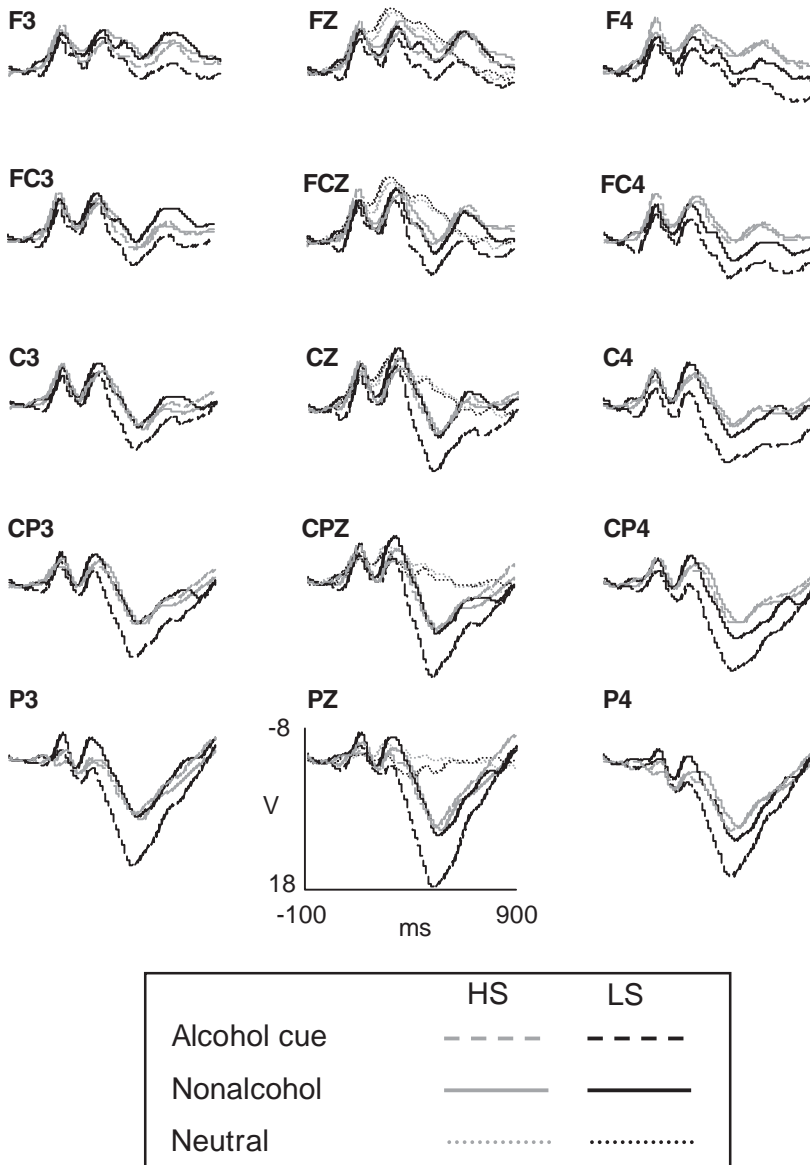 F3 FZ F4
FC3 FCZ FC4
C3 CZ C4
CP3 CPZ CP4
P3 PZ P4
-8
V
18
-100 900
ms
HS LS
Alcohol cue
Nonalcohol
Neutral